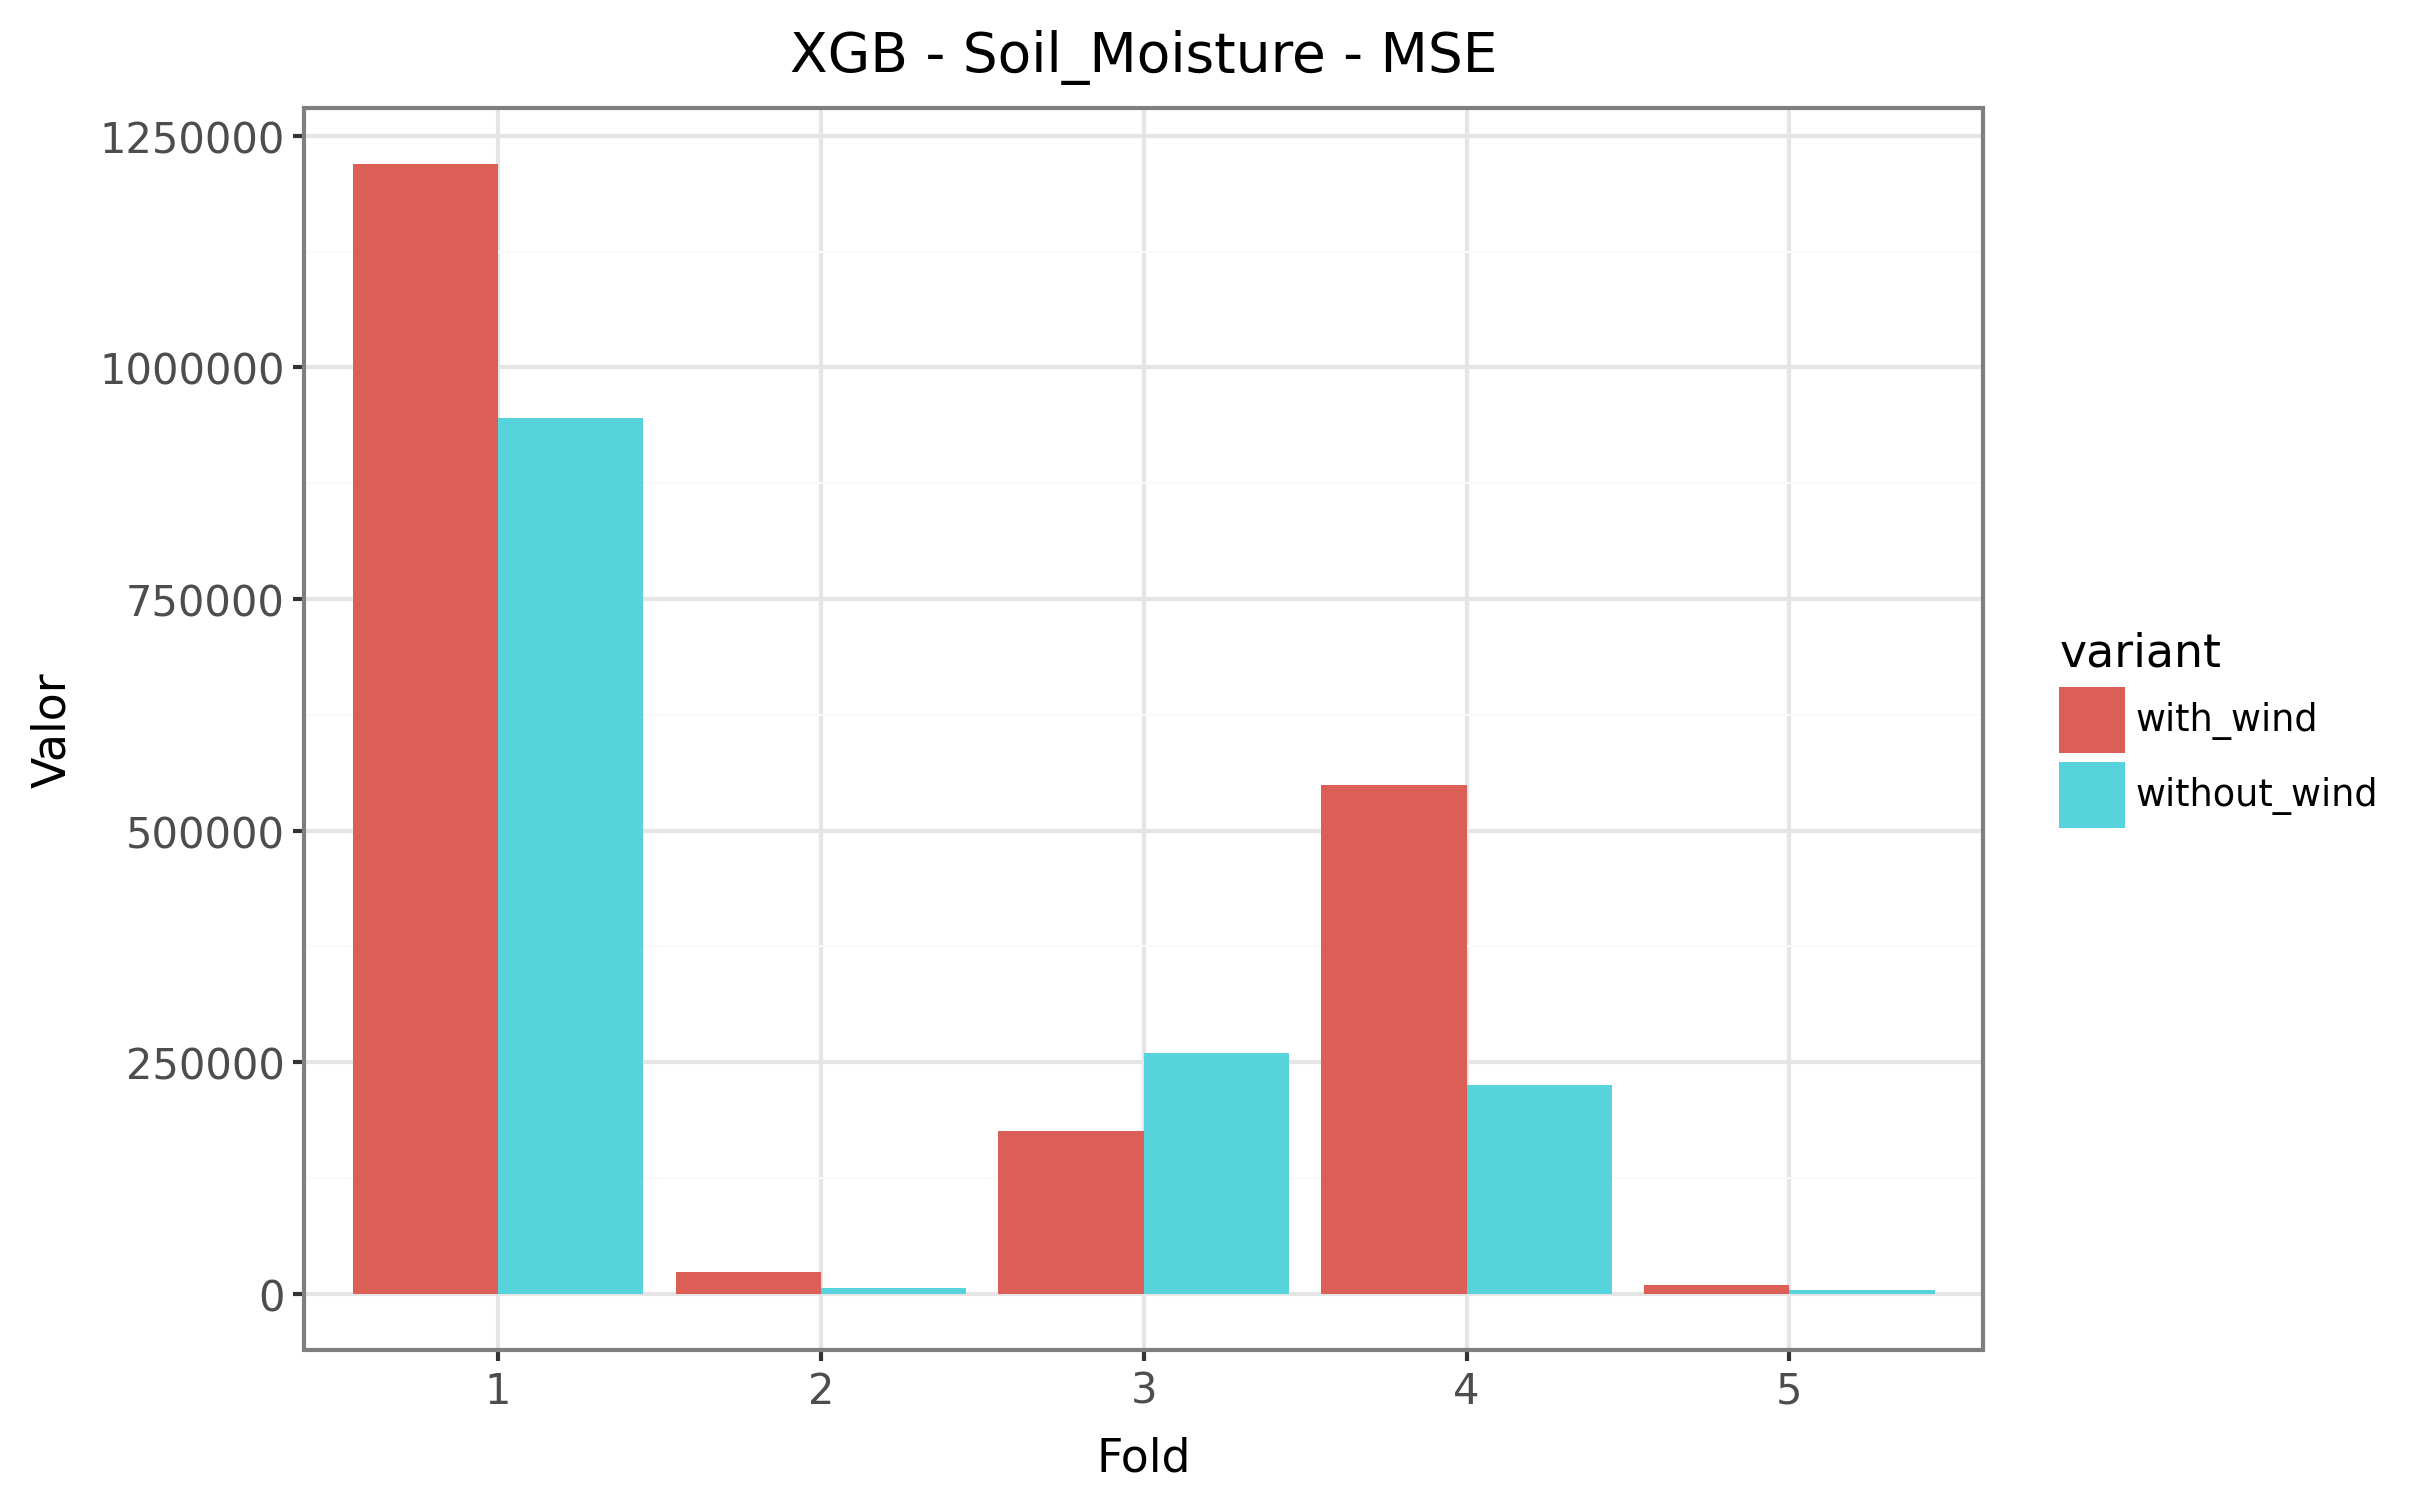 XGB - Soil_Moisture - MSE
1250000
1000000
750000
500000
250000
0
Valor
1
2
3
4
5
Fold
variant
with_wind
without_wind